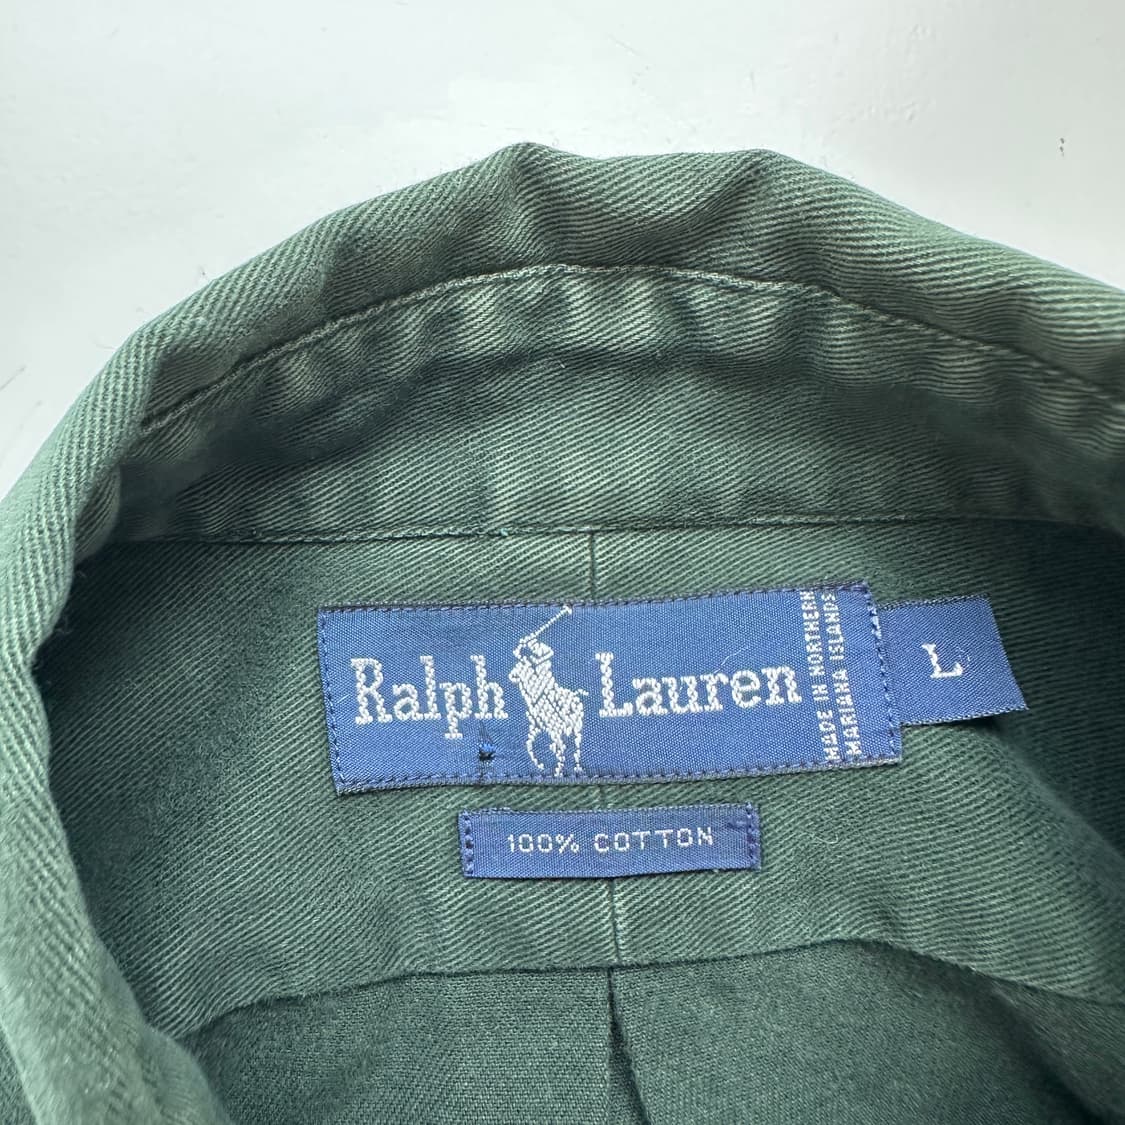 Ralph Lauren
MADE IN NORTHERN
MARIANA ISLANDS
L
100% COTTON